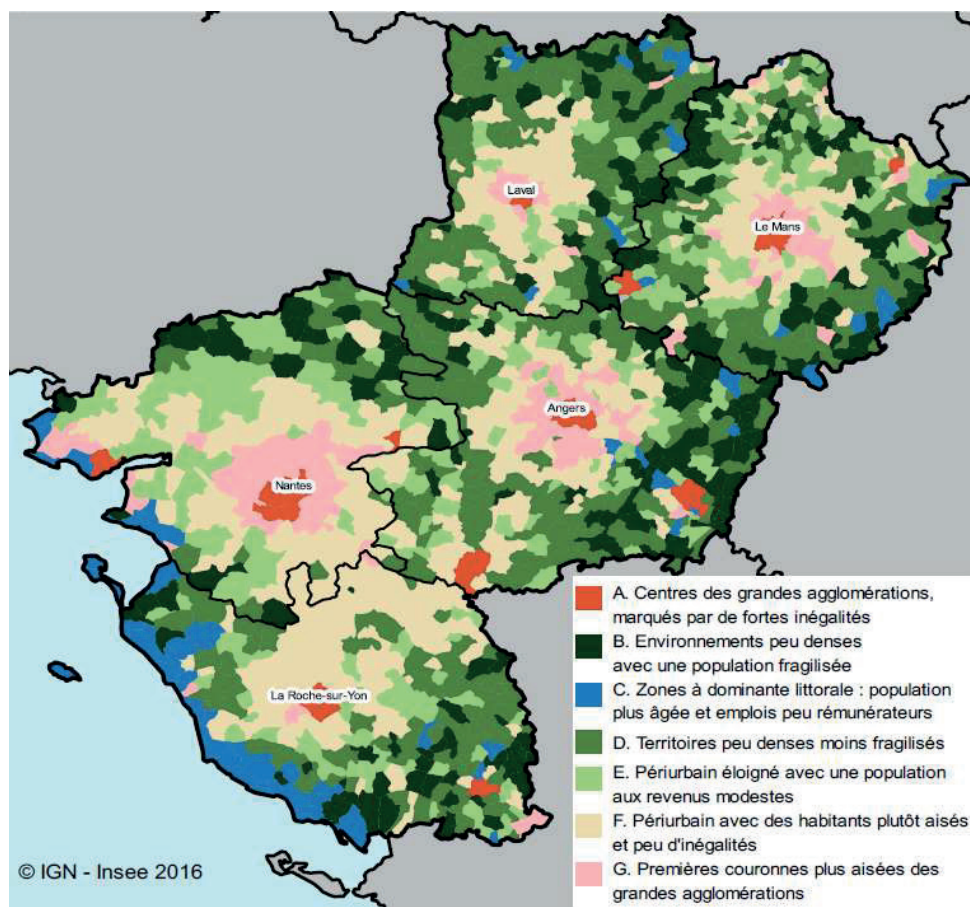 Laval
Le Mans
Angers
Nantes
La Roche-sur-Yon
A. Centres des grandes agglomérations,
marqués par de fortes inégalités
B. Environnements peu denses
avec une population fragilisée
C. Zones à dominante littorale : population
plus âgée et emplois peu rémunérateurs
D. Territoires peu denses moins fragilisés
E. Périurbain éloigné avec une population
aux revenus modestes
F. Périurbain avec des habitants plutôt aisés
et peu d'inégalités
G. Premières couronnes plus aisées des
grandes agglomérations
© IGN - Insee 2016